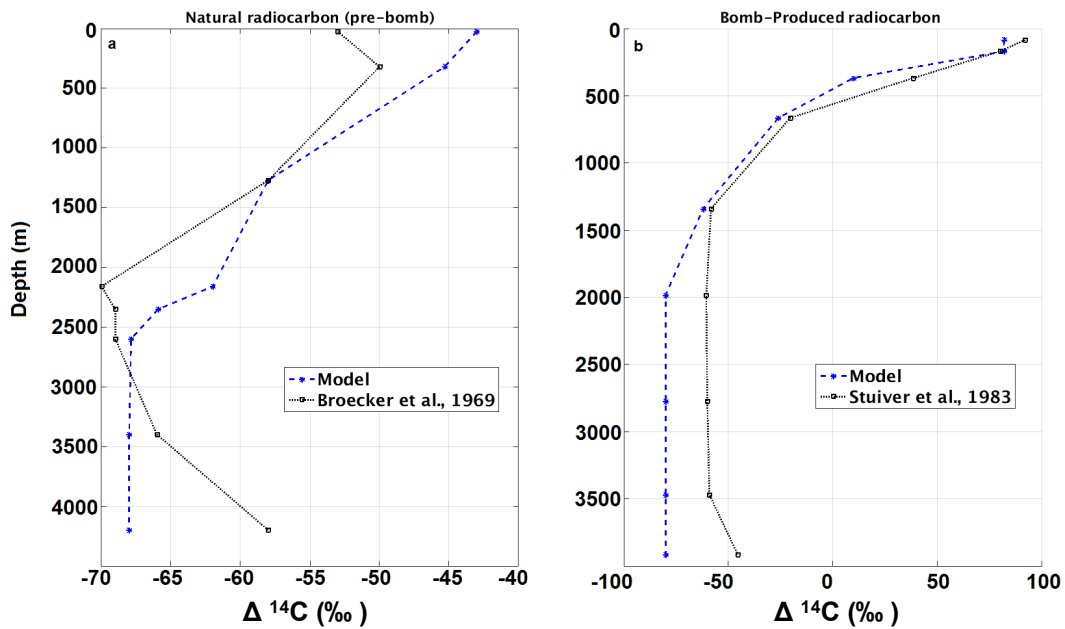 Natural radiocarbon (pre-bomb)
a
0
500
1000
1500
2000
2500
3000
3500
4000
Depth (m)
Model
Broecker et al., 1969
-70 -65 -60 -55 -50 -45 -40
Δ ¹⁴C (‰ )
Bomb-Produced radiocarbon
b
0
500
1000
1500
2000
2500
3000
3500
Model
Stuiver et al., 1983
-100 -50 0 50 100
Δ ¹⁴C (‰ )